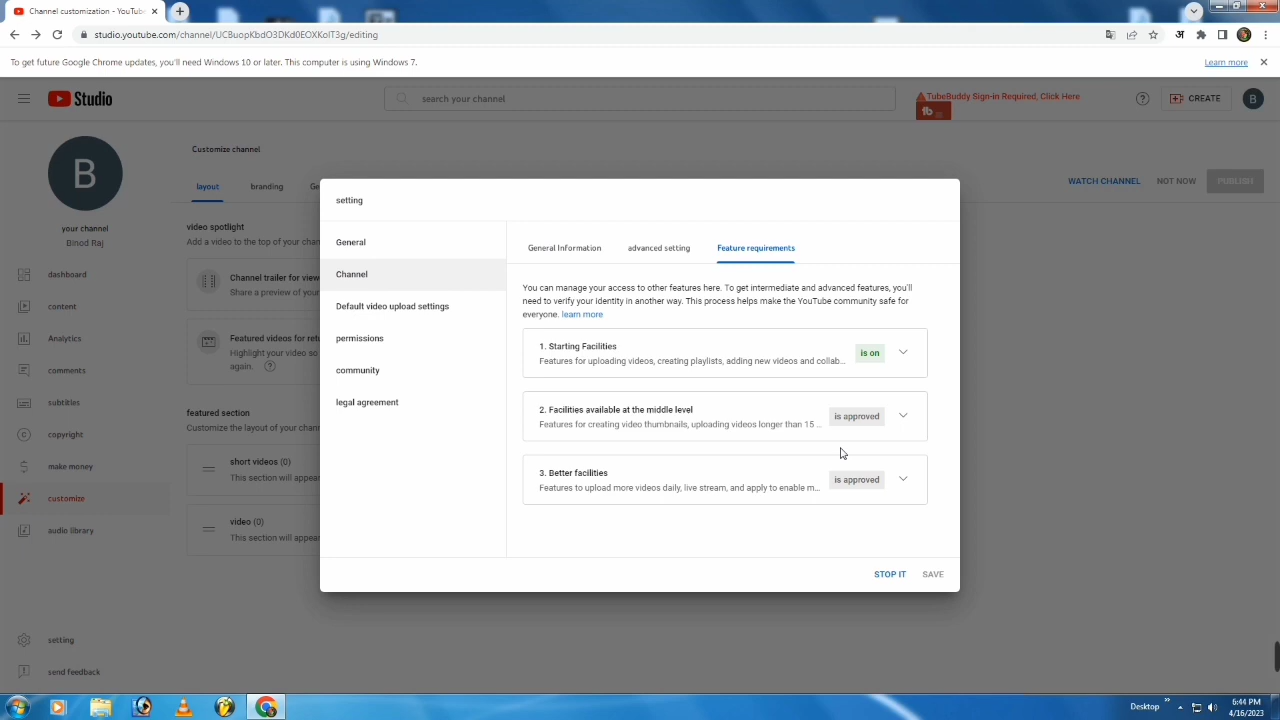 Channel customization - YouTube
studio.youtube.com/channel/UCBuopKbdO3DKd0EOXKoIT3g/editing
To get future Google Chrome updates, you'll need Windows 10 or later. This computer is using Windows 7.
Learn more
Studio
search your channel
TubeBuddy Sign-in Required, Click Here
tb
CREATE
B
B
your channel
Binod Raj
dashboard
content
Analytics
comments
subtitles
copyright
make money
customize
audio library
setting
send feedback
Customize channel
layout
branding
WATCH CHANNEL
NOT NOW
PUBLISH
video spotlight
Add a video to the top of your chan
Channel trailer for view
Share a preview of your
Featured videos for retu
Highlight your video so
again.
featured section
Customize the layout of your chann
short videos (0)
This section will appear
video (0)
This section will appear
setting
General
Channel
Default video upload settings
permissions
community
legal agreement
General Information
advanced setting
Feature requirements
You can manage your access to other features here. To get intermediate and advanced features, you'll
need to verify your identity in another way. This process helps make the YouTube community safe for
everyone. learn more
1. Starting Facilities
Features for uploading videos, creating playlists, adding new videos and collab...
is on
2. Facilities available at the middle level
Features for creating video thumbnails, uploading videos longer than 15 ...
is approved
3. Better facilities
Features to upload more videos daily, live stream, and apply to enable m...
is approved
STOP IT
SAVE
Desktop
6:44 PM
4/16/2023